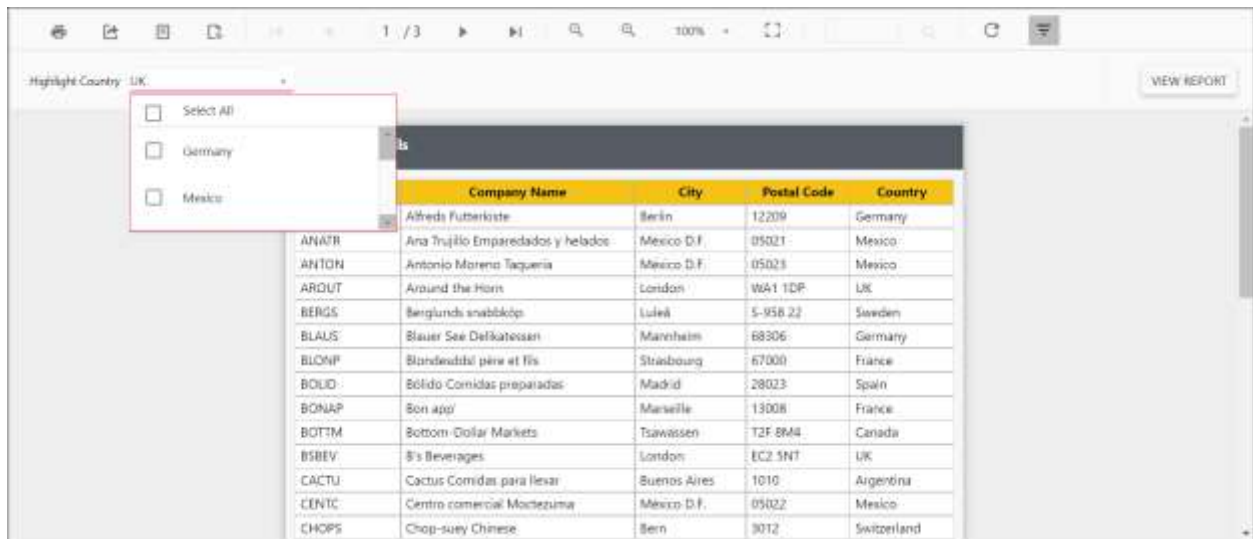 1 / 3 100%
Highlight Country UK VIEW REPORT
Select All
Germany
Mexico
ls
Company Name City Postal Code Country
Alfreds Futterkiste Berlin 12209 Germany
ANATR Ana Trujillo Emparedados y helados México D.F. 05021 Mexico
ANTON Antonio Moreno Taquería México D.F. 05023 Mexico
AROUT Around the Horn London WA1 1DP UK
BERGS Berglunds snabbköp Luleå S-958 22 Sweden
BLAUS Blauer See Delikatessen Mannheim 68306 Germany
BLONP Blondesddsl père et fils Strasbourg 67000 France
BOLID Bólido Comidas preparadas Madrid 28023 Spain
BONAP Bon app' Marseille 13008 France
BOTTM Bottom-Dollar Markets Tsawassen T2F 8M4 Canada
BSBEV B's Beverages London EC2 5NT UK
CACTU Cactus Comidas para llevar Buenos Aires 1010 Argentina
CENTC Centro comercial Moctezuma México D.F. 05022 Mexico
CHOPS Chop-suey Chinese Bern 3012 Switzerland